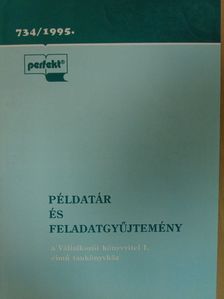 734/1995.
perfekt®
PÉLDATÁR
ÉS
FELADATGYŰJTEMÉNY
a Vállalkozói könyvvitel I.
című tankönyvhöz